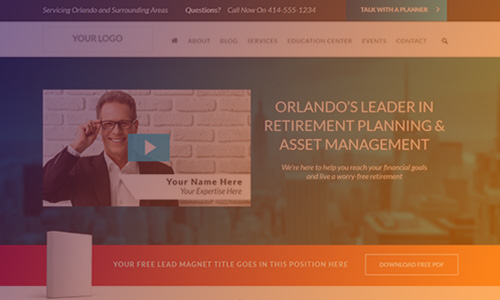 Servicing Orlando and Surrounding Areas
Questions? Call Now On 414-555-1234
TALK WITH A PLANNER
YOUR LOGO
ABOUT BLOG SERVICES EDUCATION CENTER EVENTS CONTACT
ORLANDO'S LEADER IN
RETIREMENT PLANNING &
ASSET MANAGEMENT
We're here to help you reach your financial goals
and live a worry-free retirement
Your Name Here
Your Expertise Here
YOUR FREE LEAD MAGNET TITLE GOES IN THIS POSITION HERE
DOWNLOAD FREE PDF